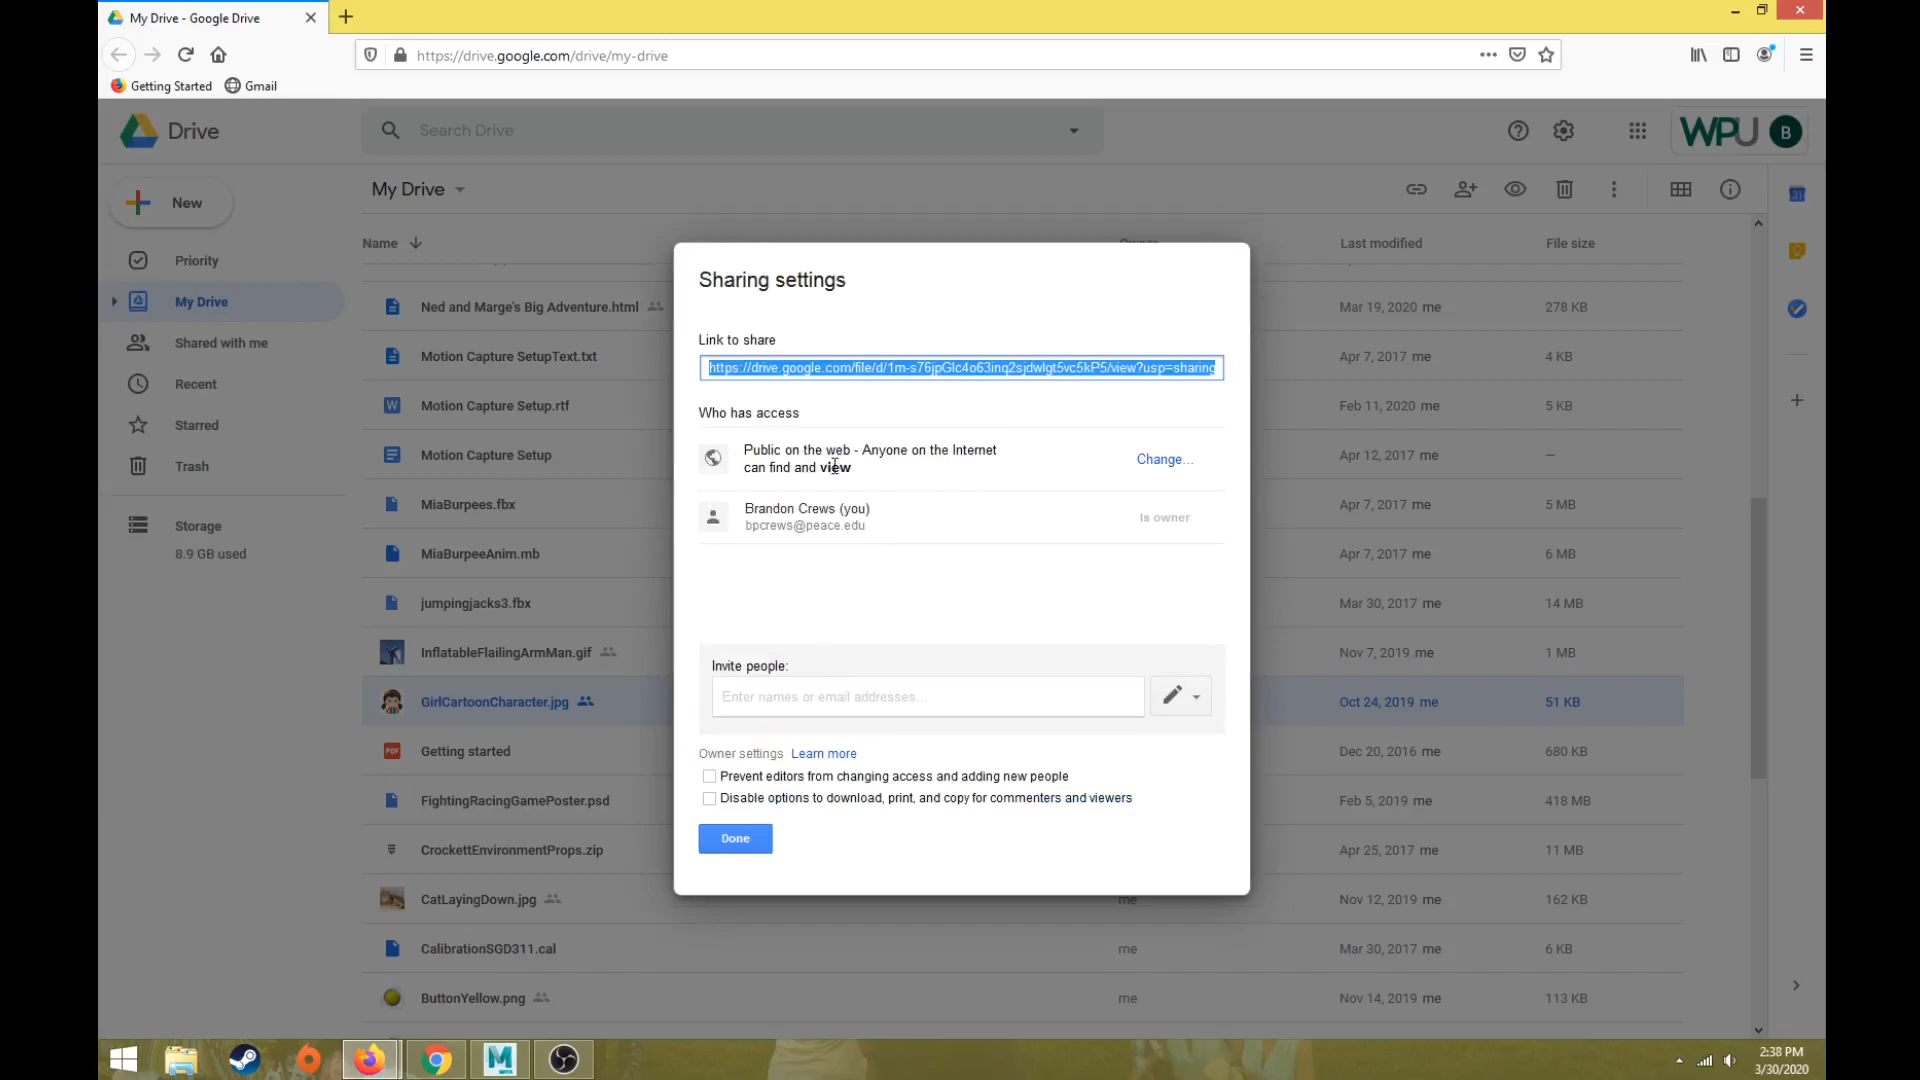 My Drive - Google Drive
https://drive.google.com/drive/my-drive
Getting Started
Gmail
Drive
Search Drive
WPU B
New
My Drive
Name
Owner
Last modified
File size
Priority
My Drive
Shared with me
Recent
Starred
Trash
Storage
8.9 GB used
Ned and Marge's Big Adventure.html
Mar 19, 2020 me
278 KB
Motion Capture SetupText.txt
Apr 7, 2017 me
4 KB
Motion Capture Setup.rtf
Feb 11, 2020 me
5 KB
Motion Capture Setup
Apr 12, 2017 me
—
MiaBurpees.fbx
Apr 7, 2017 me
5 MB
MiaBurpeeAnim.mb
Apr 7, 2017 me
6 MB
jumpingjacks3.fbx
Mar 30, 2017 me
14 MB
InflatableFlailingArmMan.gif
Nov 7, 2019 me
1 MB
GirlCartoonCharacter.jpg
Oct 24, 2019 me
51 KB
PDF
Getting started
Dec 20, 2016 me
680 KB
FightingRacingGamePoster.psd
Feb 5, 2019 me
418 MB
CrockettEnvironmentProps.zip
Apr 25, 2017 me
11 MB
CatLayingDown.jpg
me
Nov 12, 2019 me
162 KB
CalibrationSGD311.cal
me
Mar 30, 2017 me
6 KB
ButtonYellow.png
me
Nov 14, 2019 me
113 KB
Sharing settings
Link to share
https://drive.google.com/file/d/1m-s76jpGlc4o63inq2sjdwlgt5vc5kP5/view?usp=sharing
Who has access
Public on the web - Anyone on the Internet
can find and view
Change...
Brandon Crews (you)
bpcrews@peace.edu
Is owner
Invite people:
Enter names or email addresses...
Owner settings Learn more
Prevent editors from changing access and adding new people
Disable options to download, print, and copy for commenters and viewers
Done
31
MAYA
2:38 PM
3/30/2020